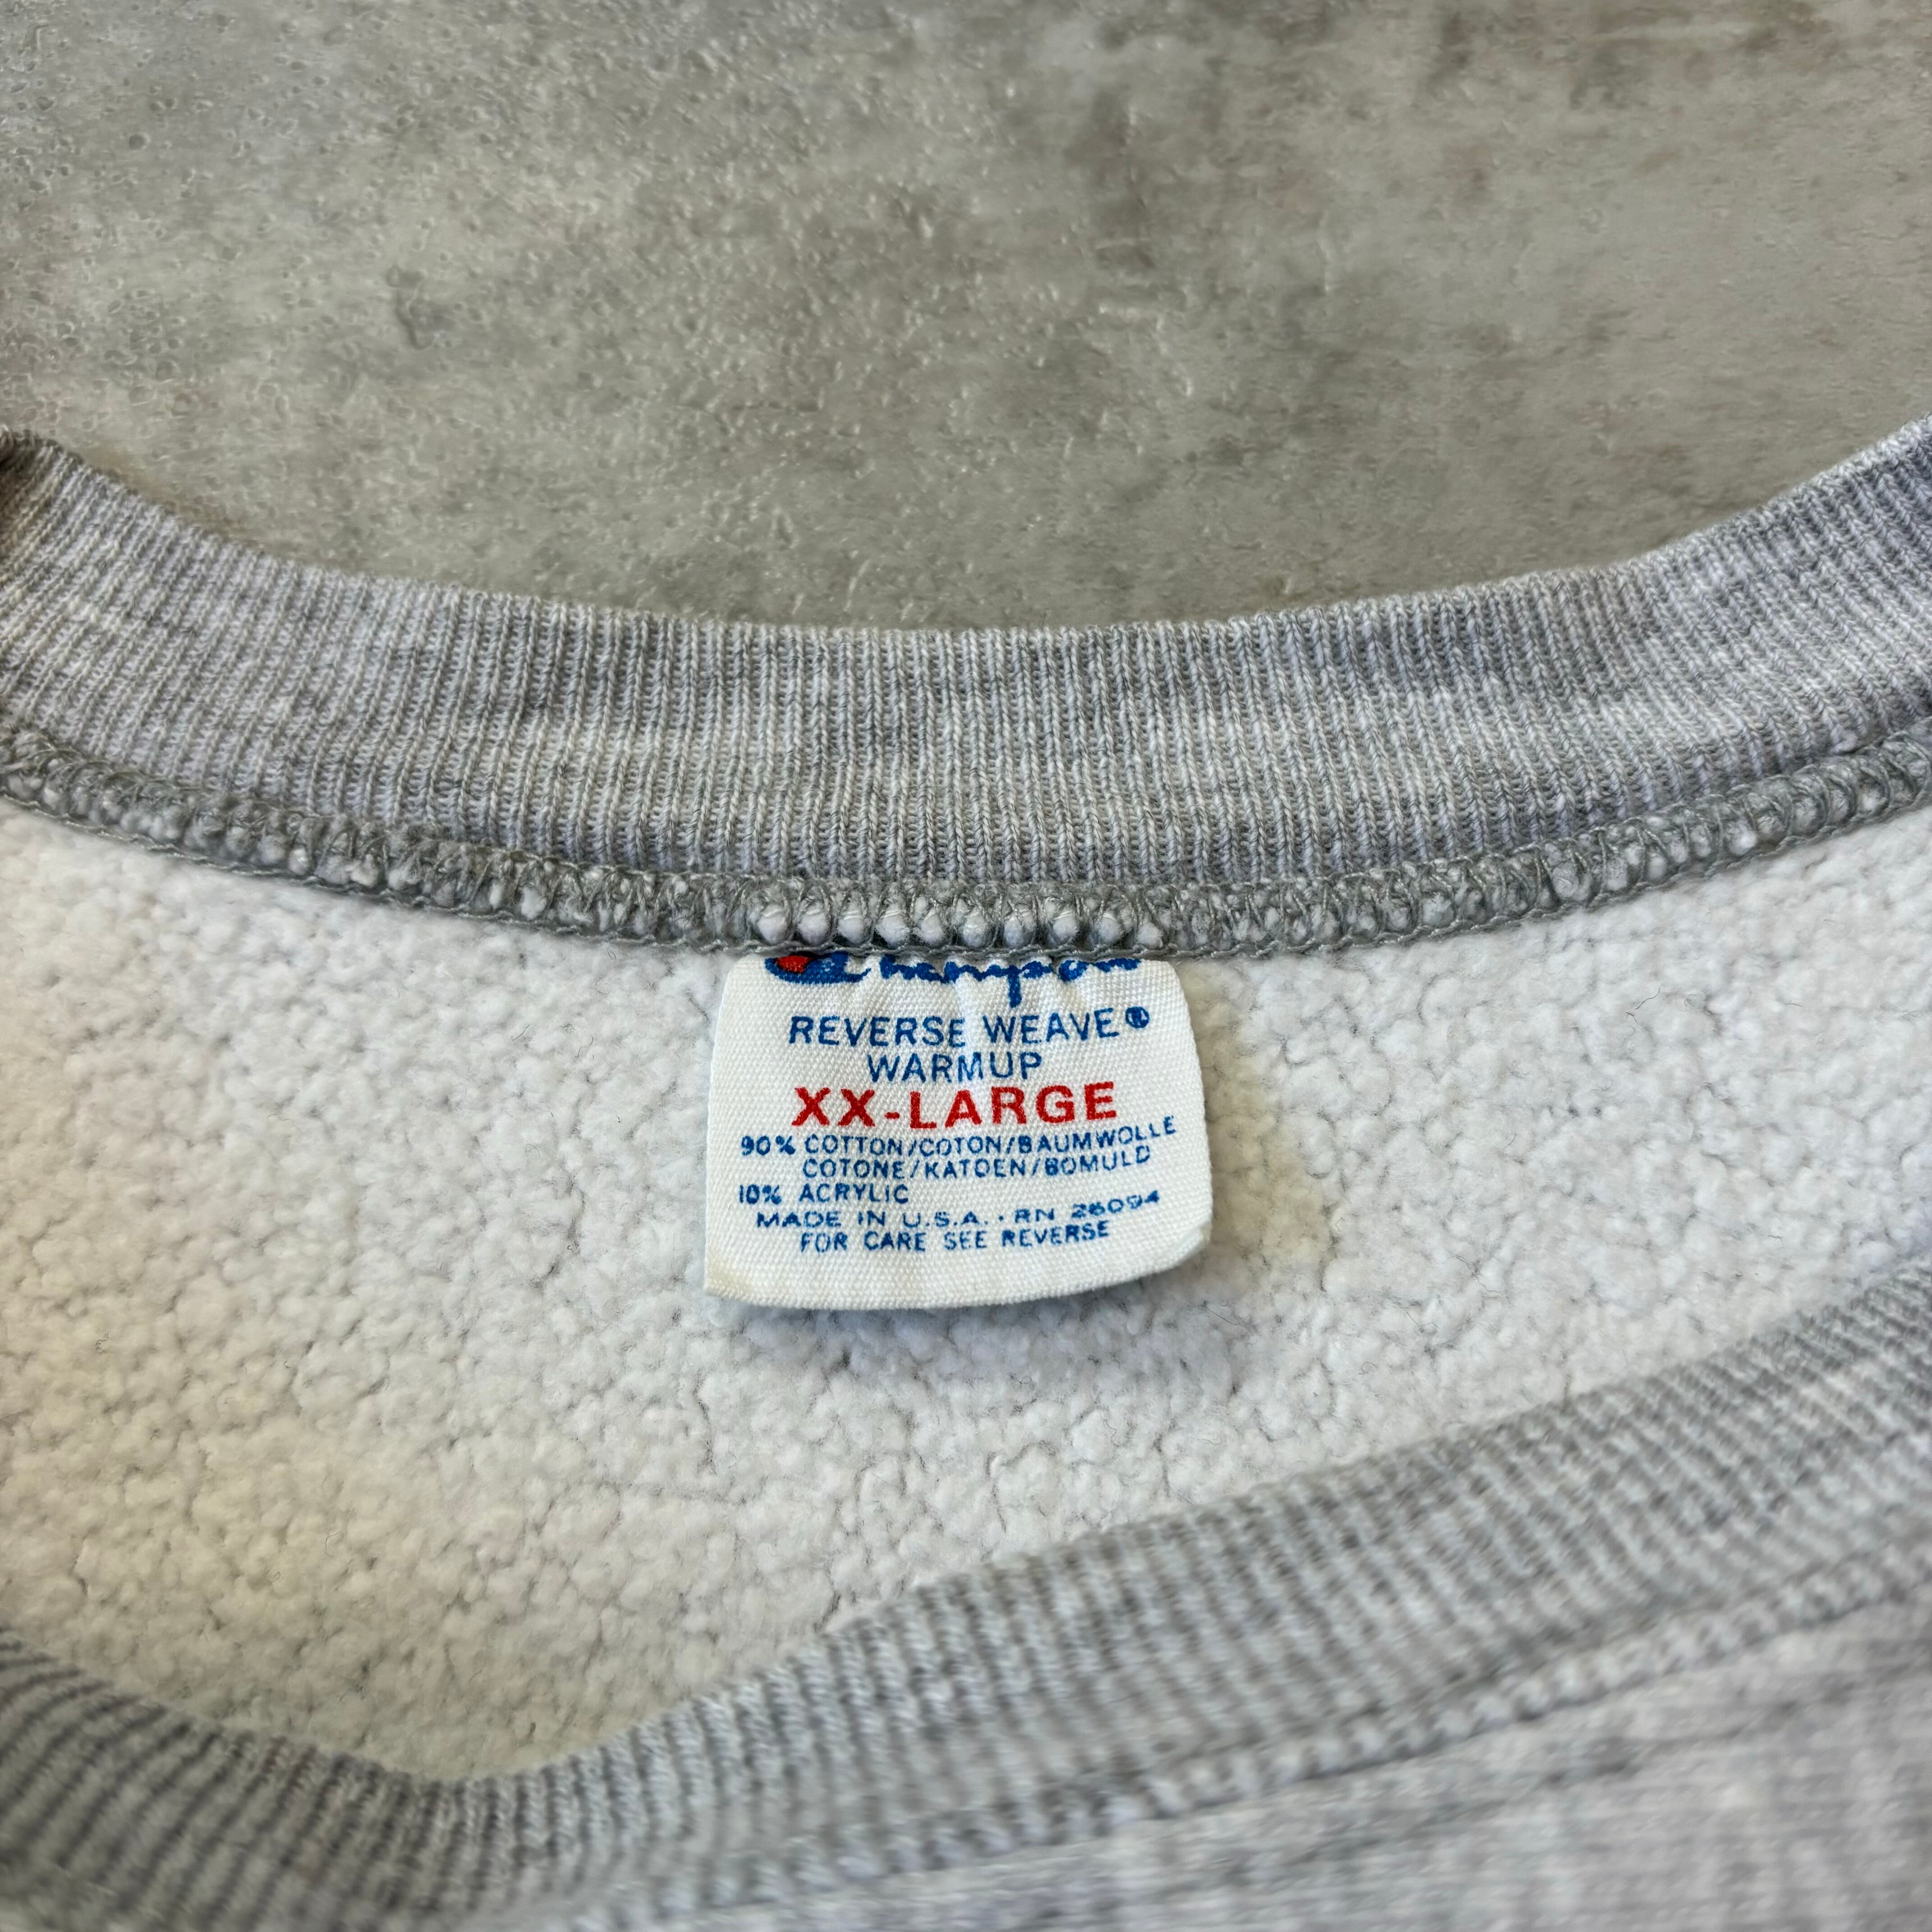 Champion
REVERSE WEAVE®
WARMUP
XX-LARGE
90% COTTON/COTON/BAUMWOLLE
COTONE/KATOEN/BOMULD
10% ACRYLIC
MADE IN U.S.A. · RN 26094
FOR CARE SEE REVERSE